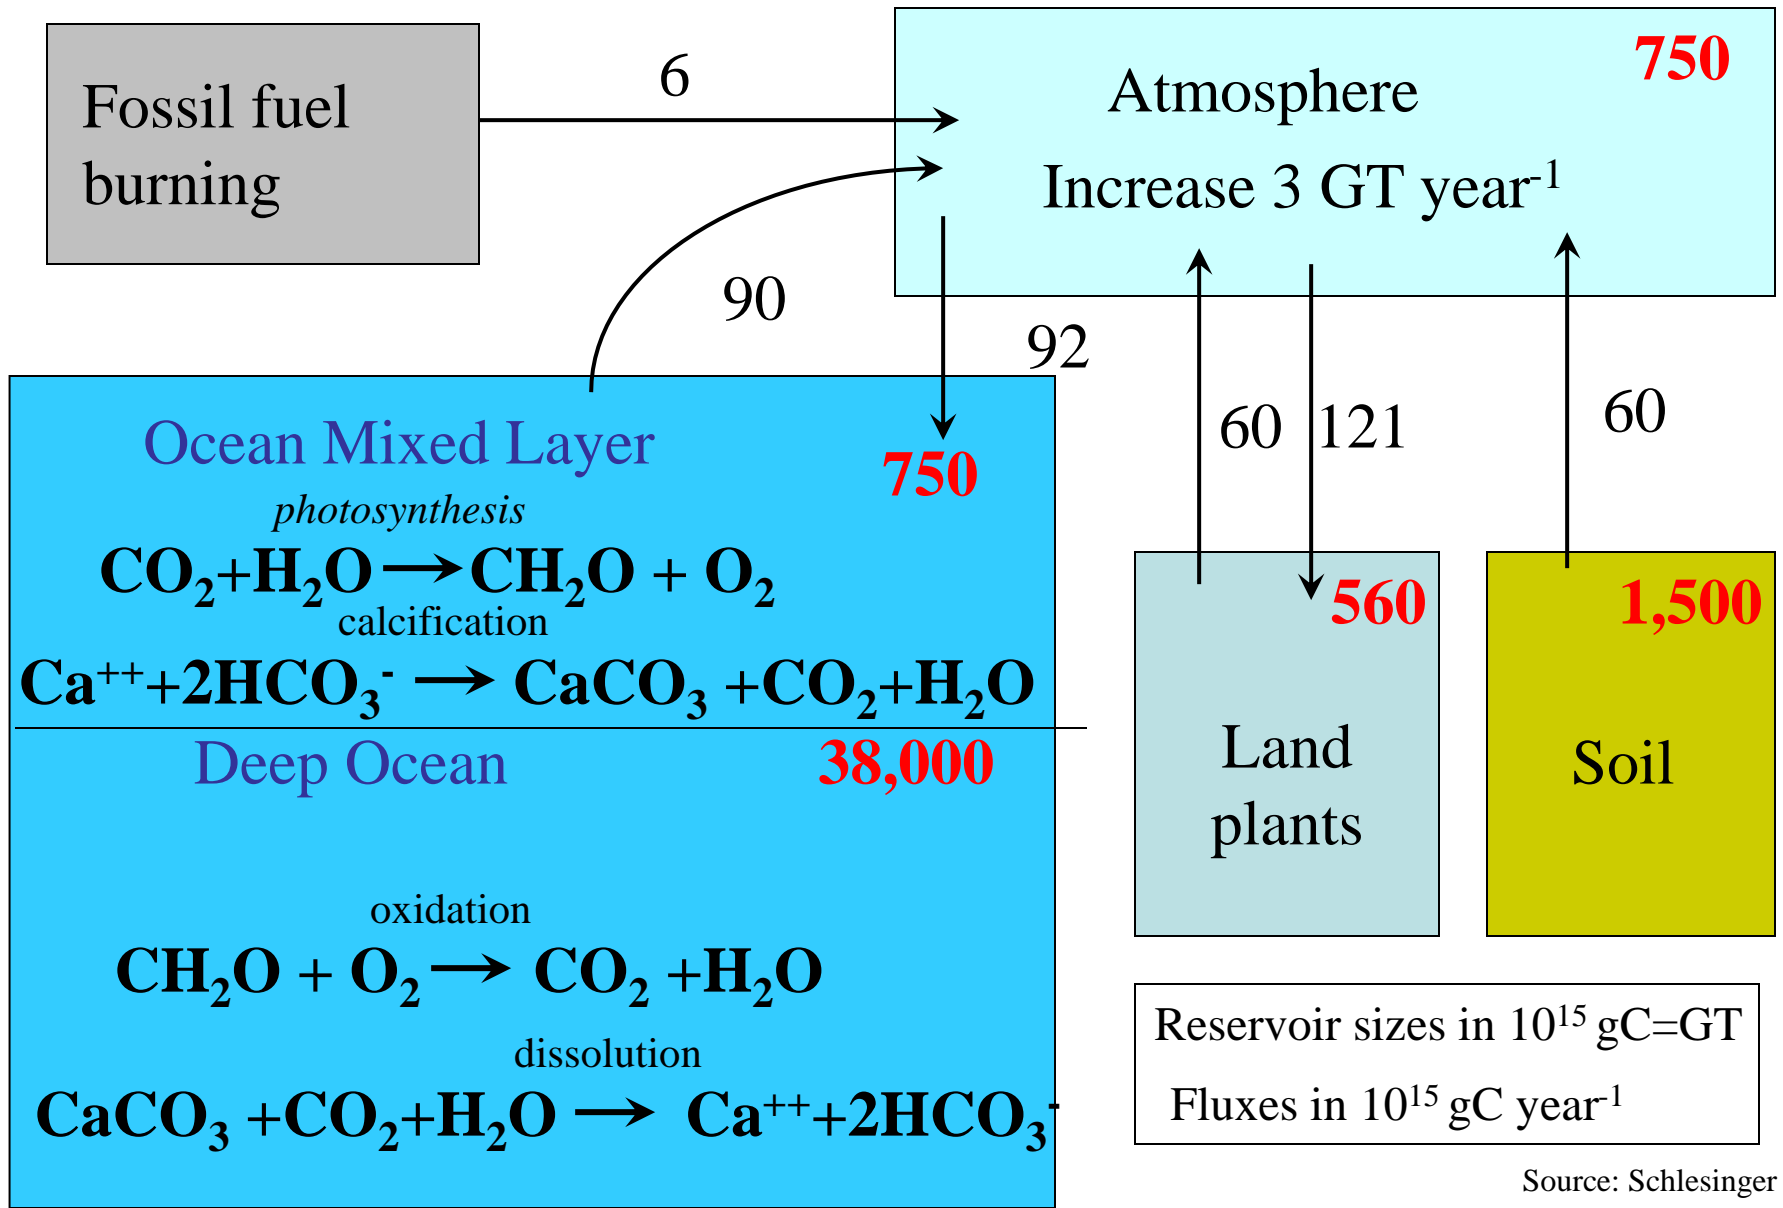 Fossil fuel
burning
6
Atmosphere
750
Increase 3 GT year⁻¹
90
92
60
121
60
Ocean Mixed Layer
750
photosynthesis
CO₂+H₂O → CH₂O + O₂
calcification
Ca⁺⁺+2HCO₃⁻ → CaCO₃ +CO₂+H₂O
Deep Ocean
38,000
oxidation
CH₂O + O₂ → CO₂ +H₂O
dissolution
CaCO₃ +CO₂+H₂O → Ca⁺⁺+2HCO₃⁻
560
Land
plants
1,500
Soil
Reservoir sizes in 10¹⁵ gC=GT
Fluxes in 10¹⁵ gC year⁻¹
Source: Schlesinger